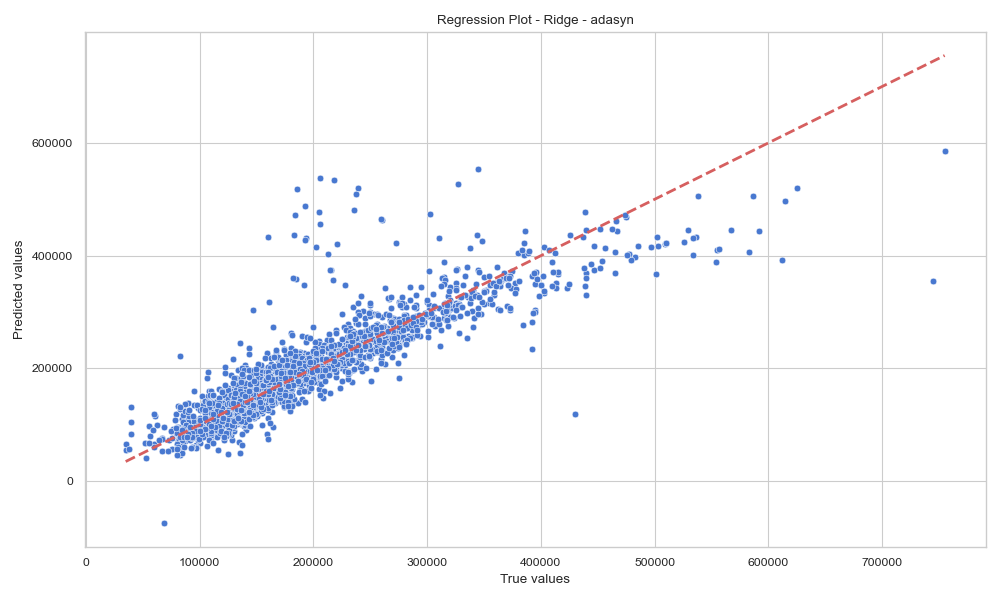 Regression Plot - Ridge - adasyn
Predicted values
600000
400000
200000
0
0 100000 200000 300000 400000 500000 600000 700000
True values